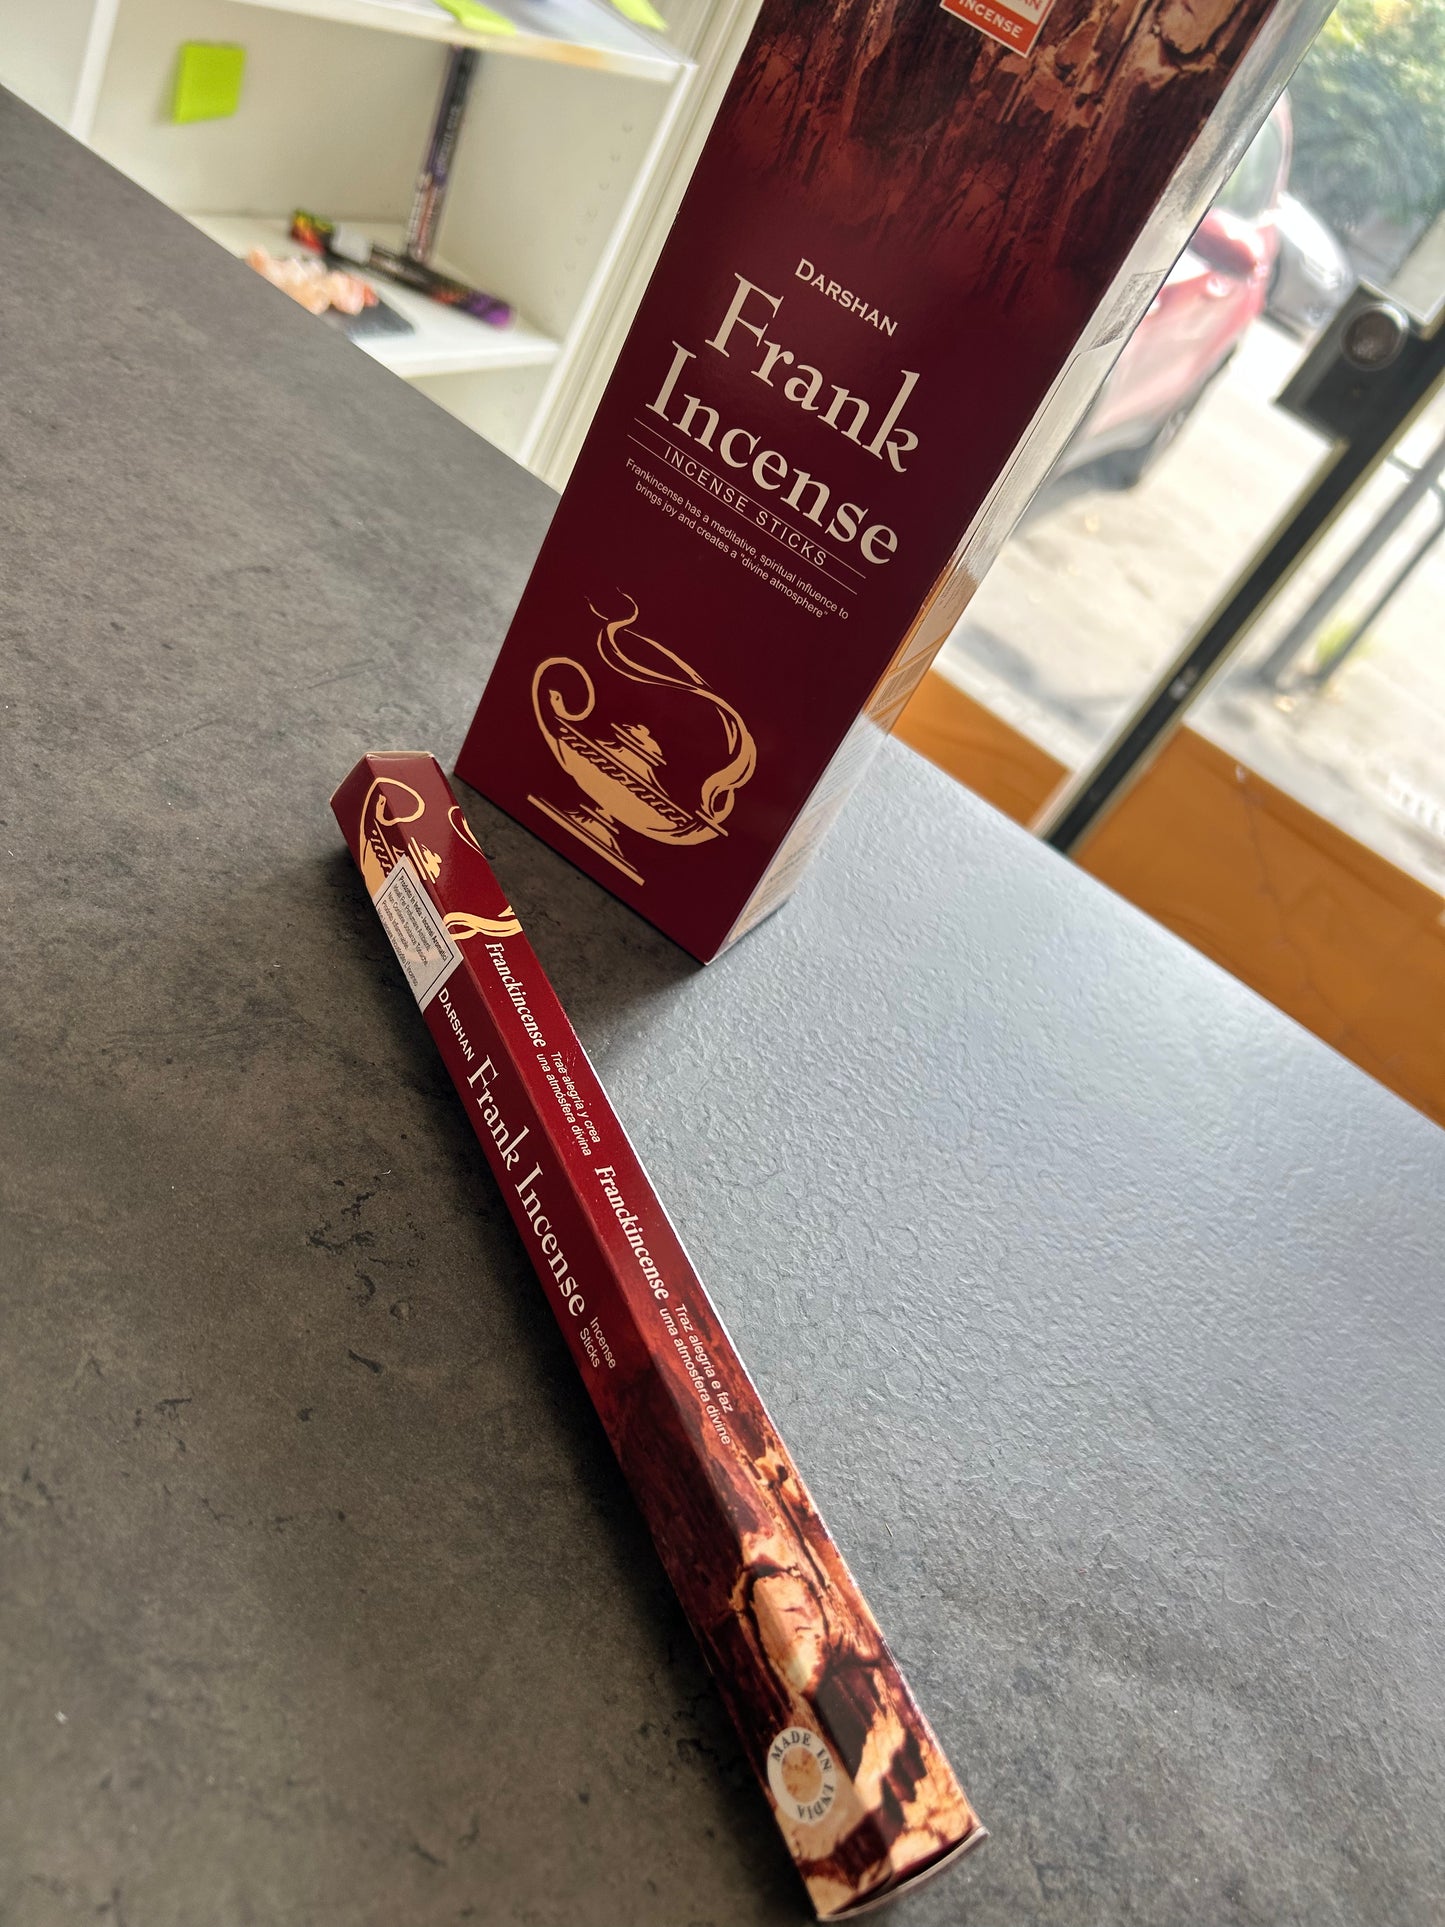 INCENSE
DARSHAN
Frank
Incense
INCENSE STICKS
Frankincense has a meditative, spiritual influence to
brings joy and creates a "divine atmosphere"
DARSHAN Frank Incense Incense
Sticks
Franckincense Trae alegria y crea
una atmósfera divina
Franckincense Traz alegria e faz
uma atmosfera divine
MADE IN INDIA